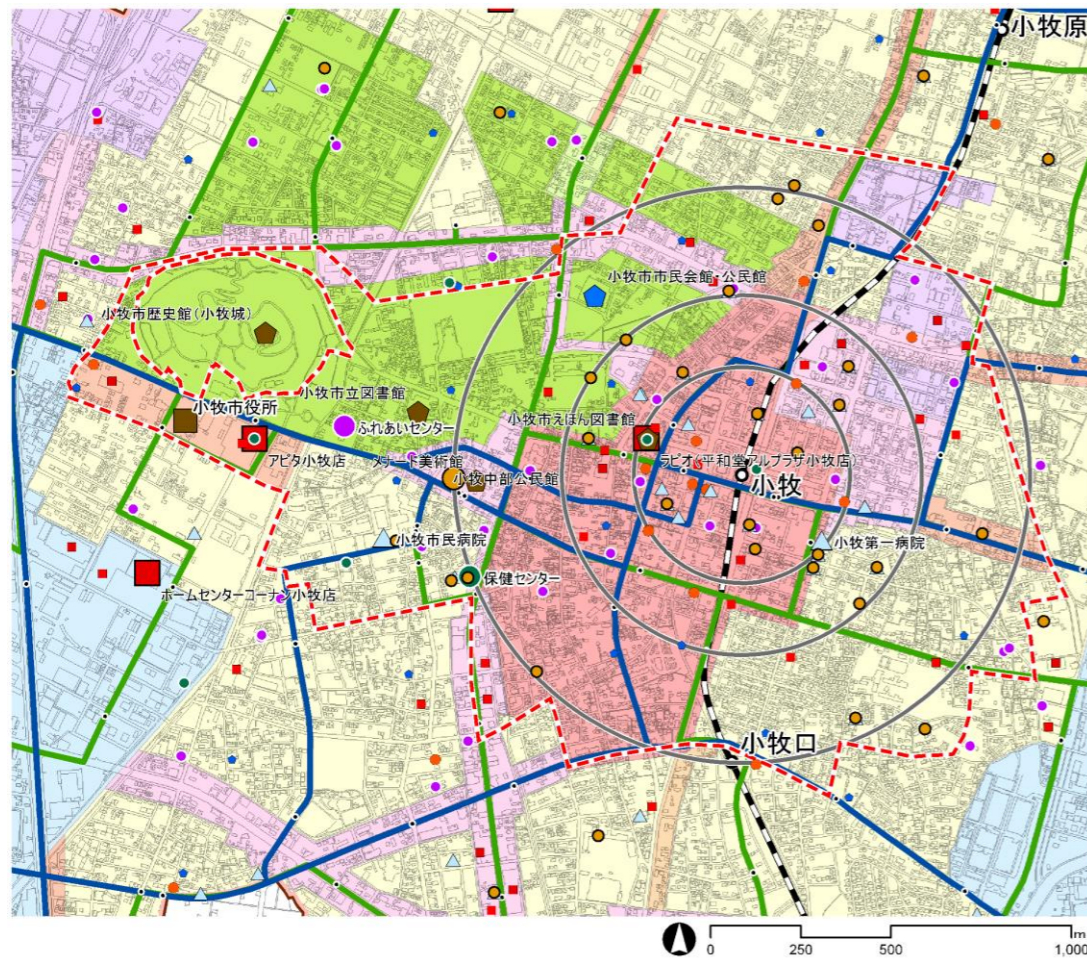 小牧原
小牧市市民会館・公民館
小牧市歴史館(小牧城)
小牧市立図書館
小牧市役所
小牧市えほん図書館
ふれあいセンター
アピタ小牧店
メナード美術館
ラピオ(平和堂アルプラザ小牧店)
小牧中部公民館
小牧
小牧市民病院
小牧第一病院
保健センター
ホームセンターコーナン小牧店
小牧口
m
0 250 500 1,000